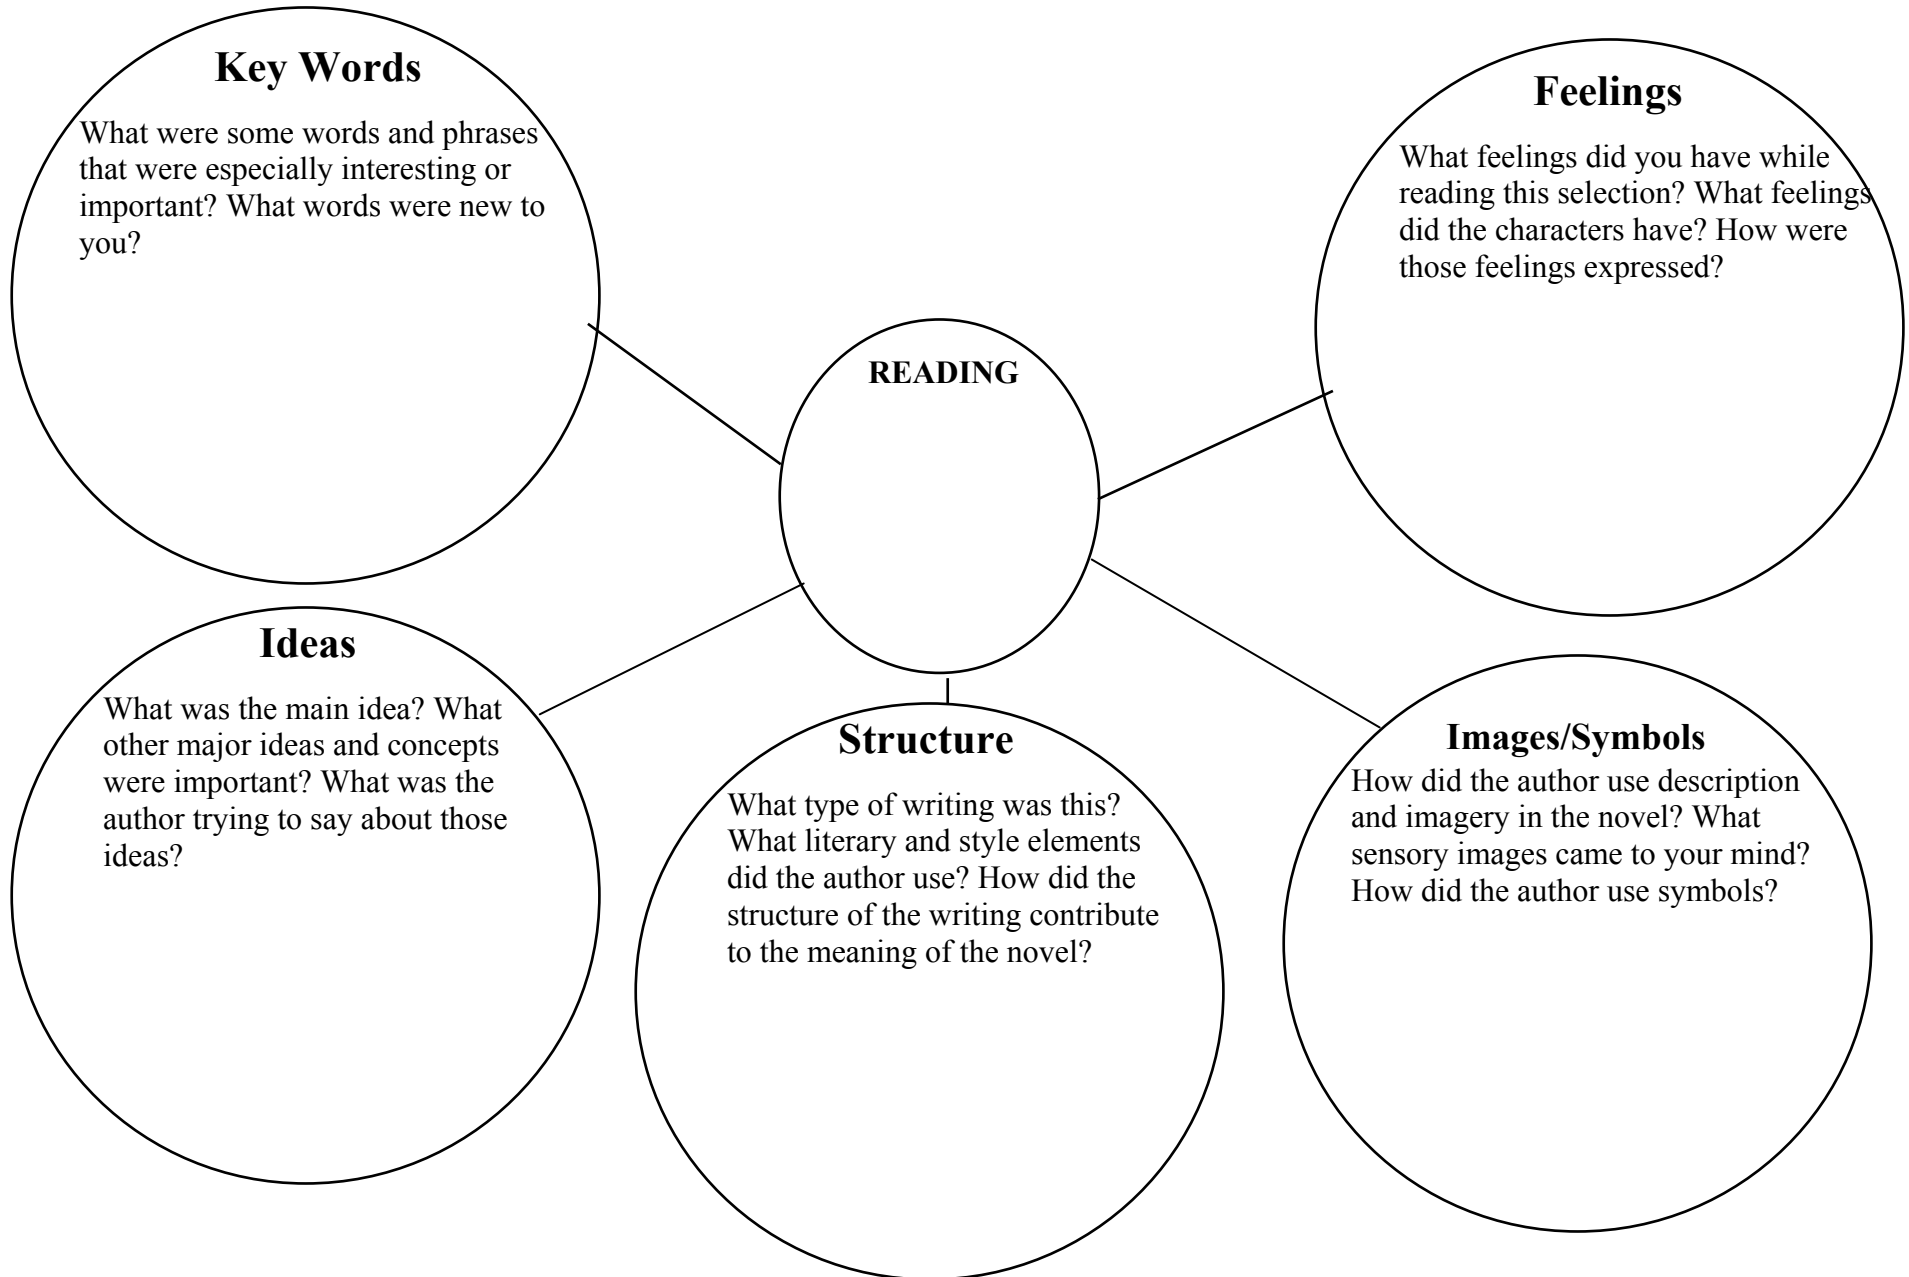 Key Words
What were some words and phrases
that were especially interesting or
important? What words were new to
you?
Feelings
What feelings did you have while
reading this selection? What feelings
did the characters have? How were
those feelings expressed?
READING
Ideas
What was the main idea? What
other major ideas and concepts
were important? What was the
author trying to say about those
ideas?
Structure
What type of writing was this?
What literary and style elements
did the author use? How did the
structure of the writing contribute
to the meaning of the novel?
Images/Symbols
How did the author use description
and imagery in the novel? What
sensory images came to your mind?
How did the author use symbols?